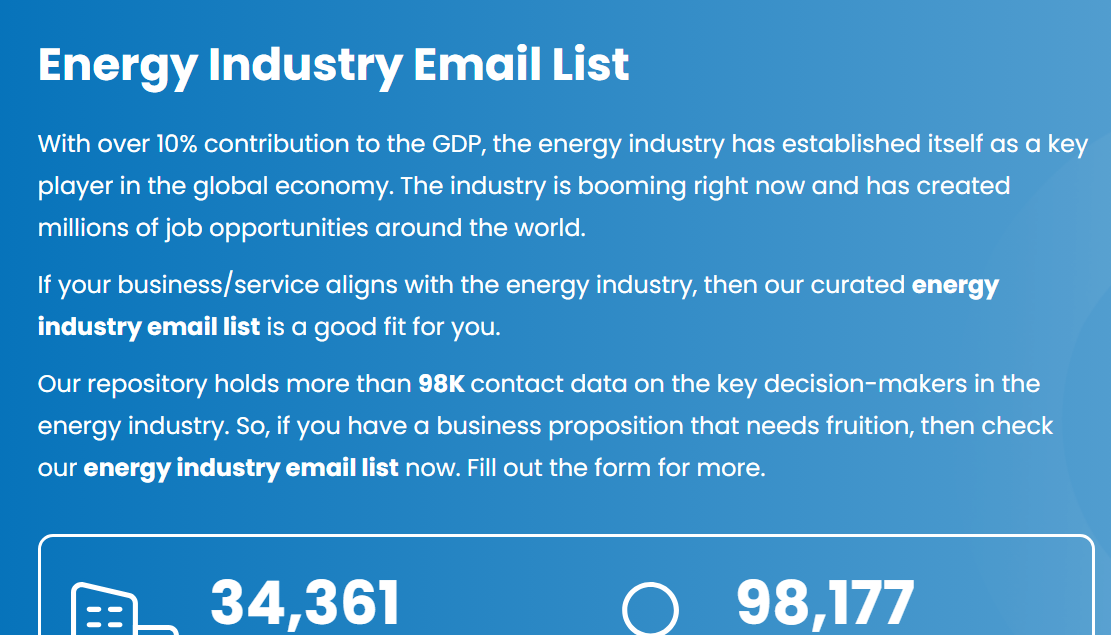 Energy Industry Email List
With over 10% contribution to the GDP, the energy industry has established itself as a key
player in the global economy. The industry is booming right now and has created
millions of job opportunities around the world.
If your business/service aligns with the energy industry, then our curated energy
industry email list is a good fit for you.
Our repository holds more than 98K contact data on the key decision-makers in the
energy industry. So, if you have a business proposition that needs fruition, then check
our energy industry email list now. Fill out the form for more.
34,361 98,177